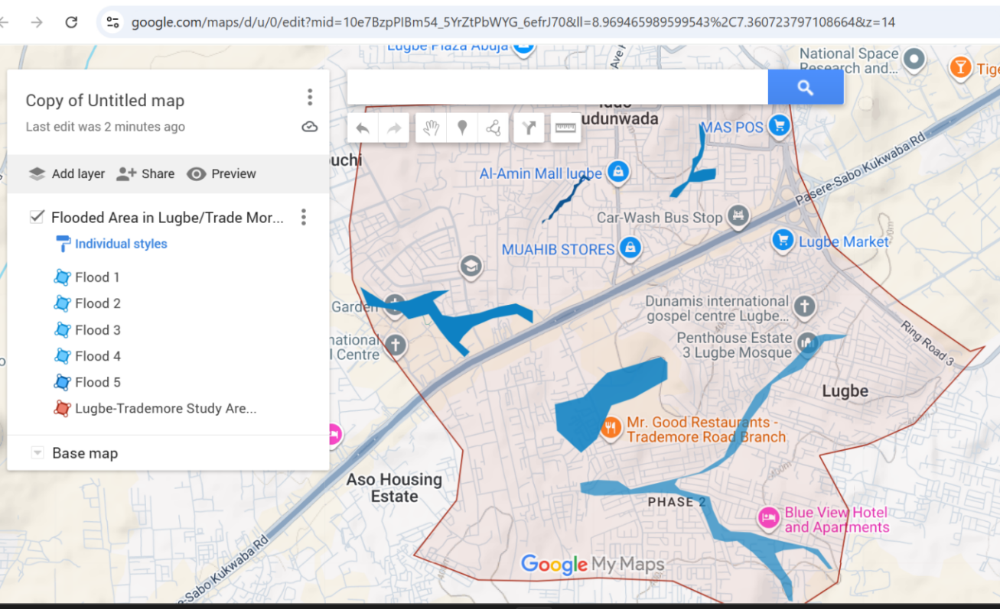 google.com/maps/d/u/0/edit?mid=10e7BzpPlBm54_5YrZtPbWYG_6efrJ70&ll=8.969465989599543%2C7.360723797108664&z=14
Lugbe Plaza Abuja
Ave
National Space
Research and...
Tige
Copy of Untitled map
Last edit was 2 minutes ago
Add layer
Share
Preview
Flooded Area in Lugbe/Trade Mor...
Individual styles
Flood 1
Flood 2
Flood 3
Flood 4
Flood 5
Lugbe-Trademore Study Are...
Base map
udunwada
MAS POS
uchi
Al-Amin Mall lugbe
Pasere-Sabo Kukwaba Rd
Car-Wash Bus Stop
MUAHIB STORES
Lugbe Market
Garden
Dunamis international
gospel centre Lugbe...
national
l Centre
Penthouse Estate
3 Lugbe Mosque
Ring Road 3
Lugbe
Mr. Good Restaurants -
Trademore Road Branch
400m
Aso Housing
Estate
PHASE 2
Blue View Hotel
and Apartments
e-Sabo Kukwaba Rd
Google My Maps